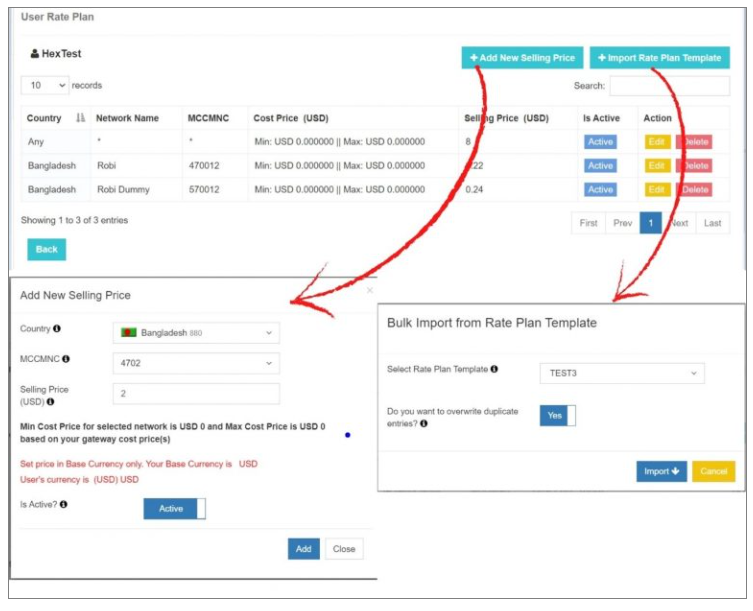 User Rate Plan
HexTest
+Add New Selling Price
+Import Rate Plan Template
10 records
Search:
Country Network Name MCCMNC Cost Price (USD) Selling Price (USD) Is Active Action
Any * * Min: USD 0.000000 || Max: USD 0.000000 8 Active Edit Delete
Bangladesh Robi 470012 Min: USD 0.000000 || Max: USD 0.000000 Active Edit Delete
Bangladesh Robi Dummy 570012 Min: USD 0.000000 || Max: USD 0.000000 0.24 Active Edit Delete
Showing 1 to 3 of 3 entries
First Prev 1 Next Last
Back
Add New Selling Price
×
Country
Bangladesh 880
MCCMNC
4702
Selling Price
(USD)
2
Min Cost Price for selected network is USD 0 and Max Cost Price is USD 0
based on your gateway cost price(s)
Set price in Base Currency only. Your Base Currency is USD
User's currency is (USD) USD
Is Active?
Active
Add
Close
Bulk Import from Rate Plan Template
Select Rate Plan Template
TEST3
Do you want to overwrite duplicate
entries?
Yes
Import
Cancel